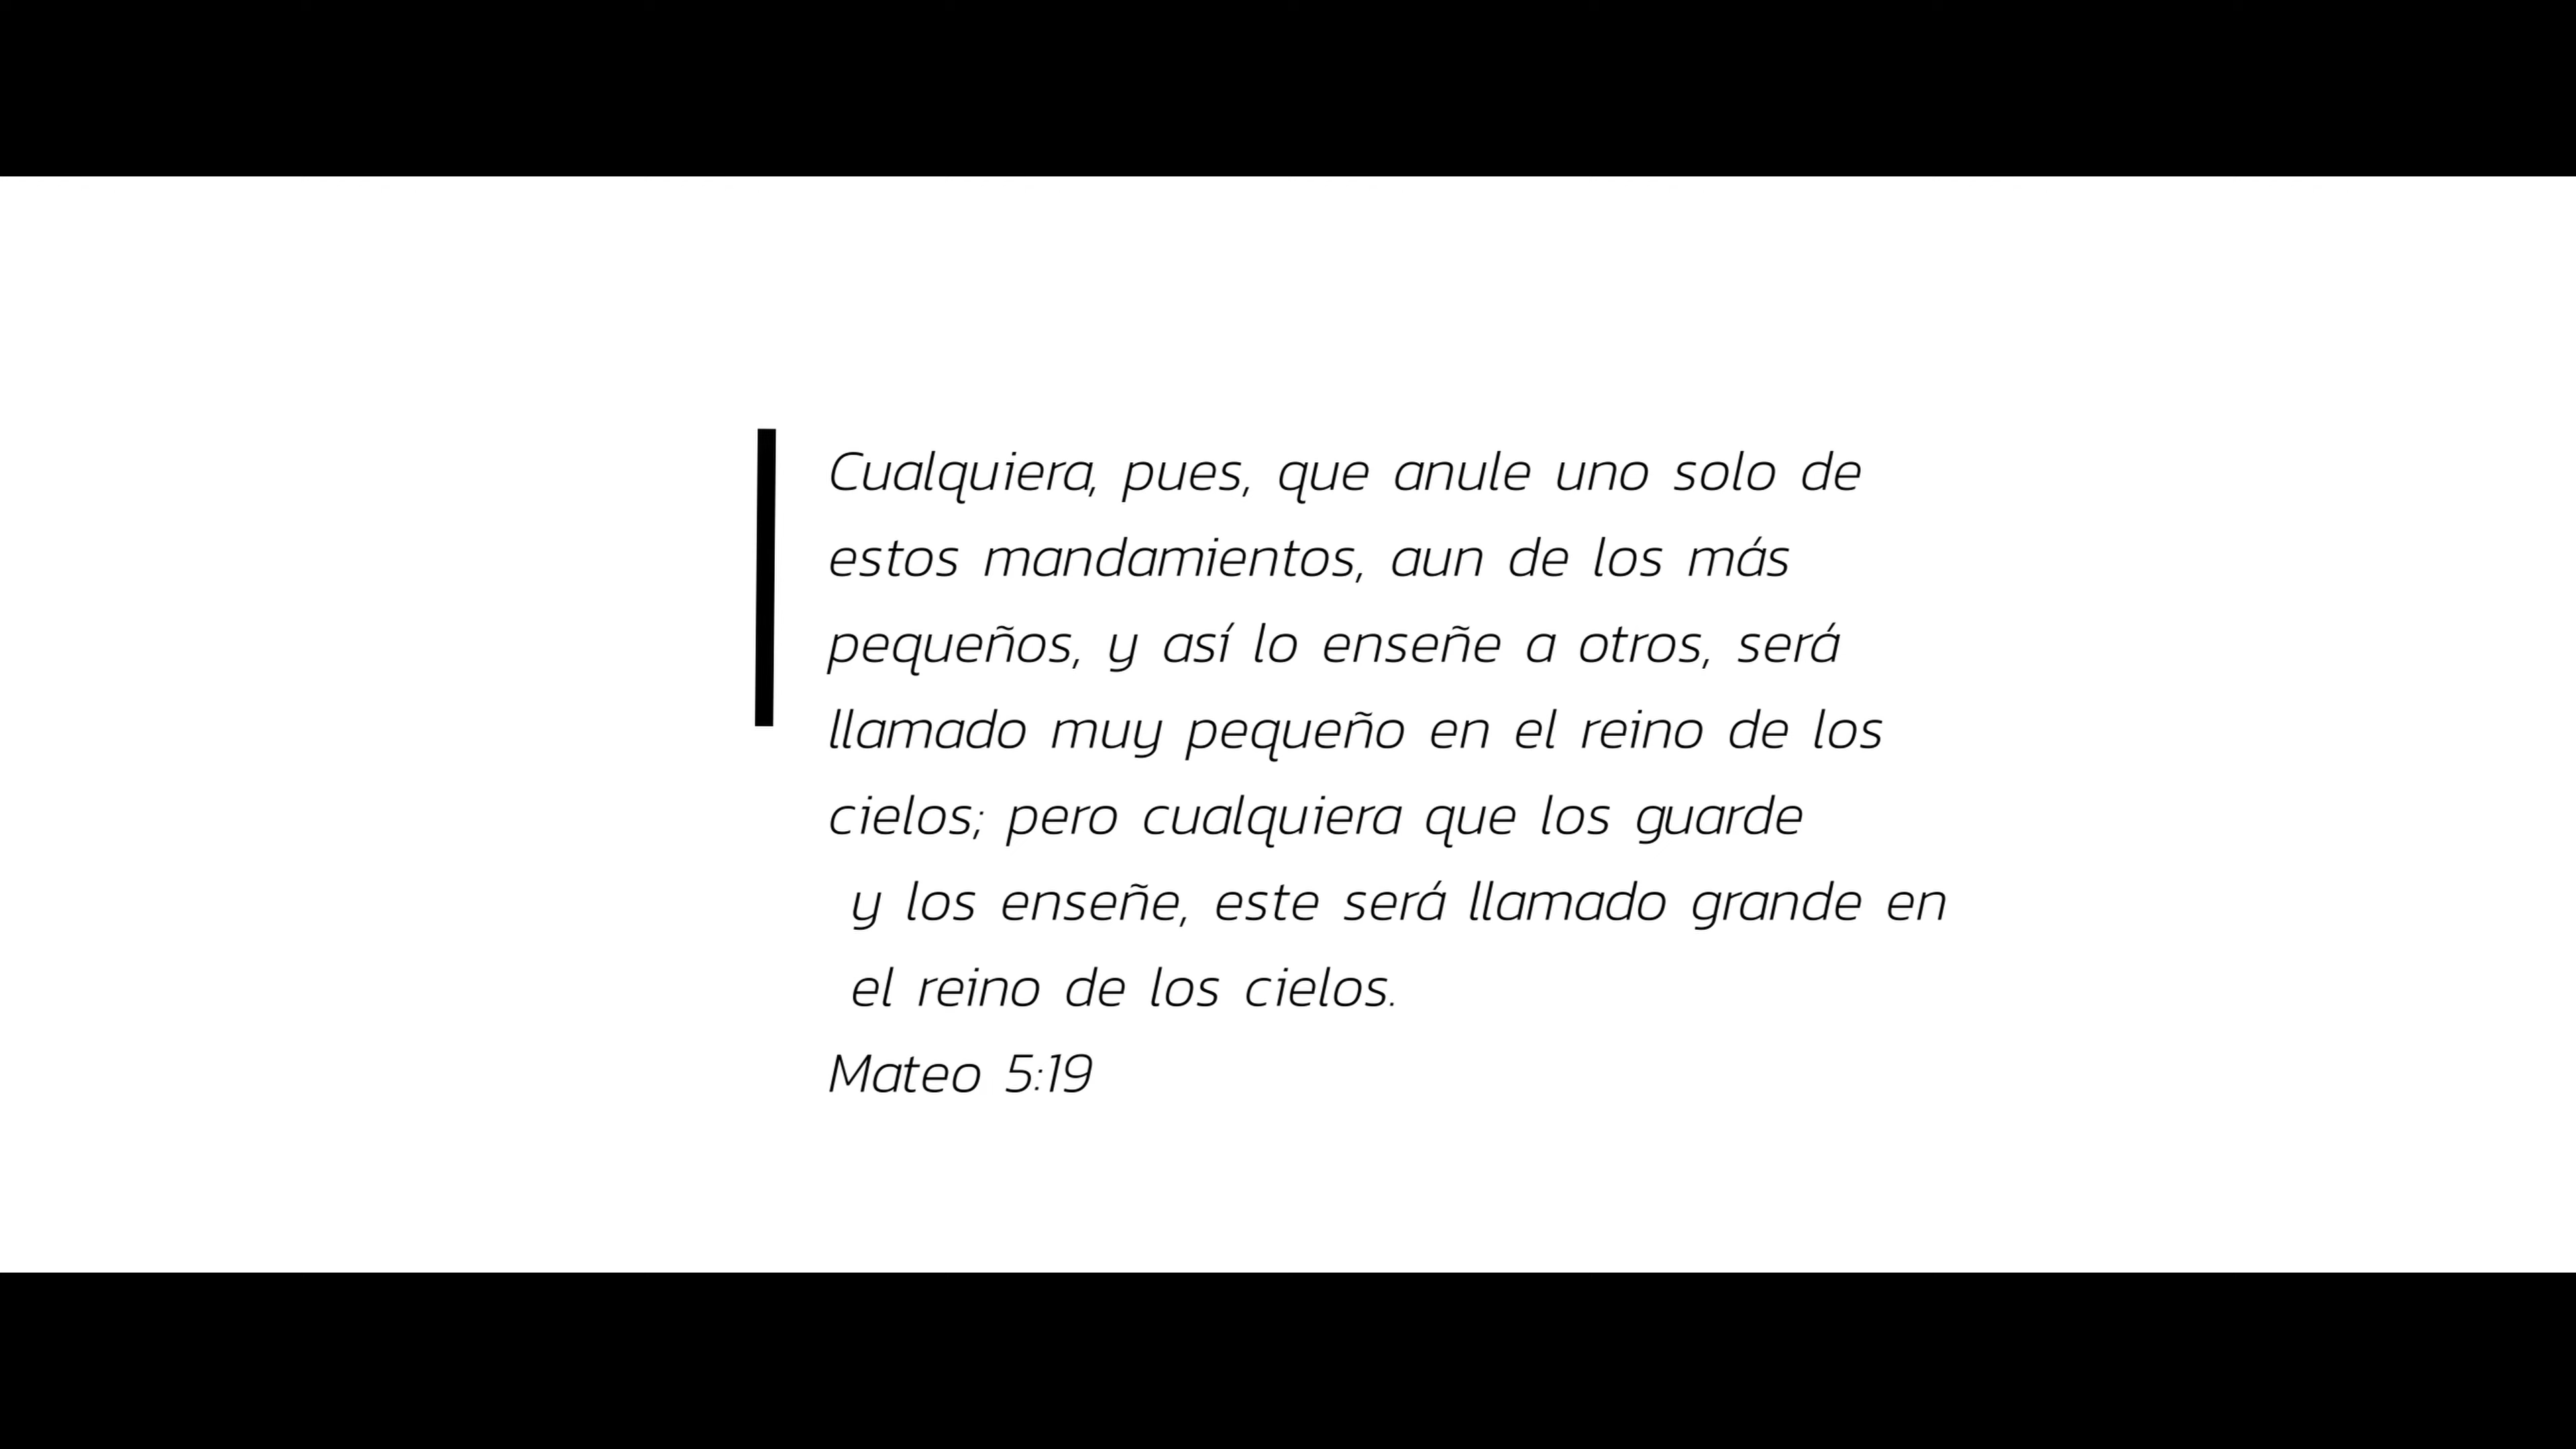 Cualquiera, pues, que anule uno solo de
estos mandamientos, aun de los más
pequeños, y así lo enseñe a otros, será
llamado muy pequeño en el reino de los
cielos; pero cualquiera que los guarde
y los enseñe, este será llamado grande en
el reino de los cielos.
Mateo 5:19